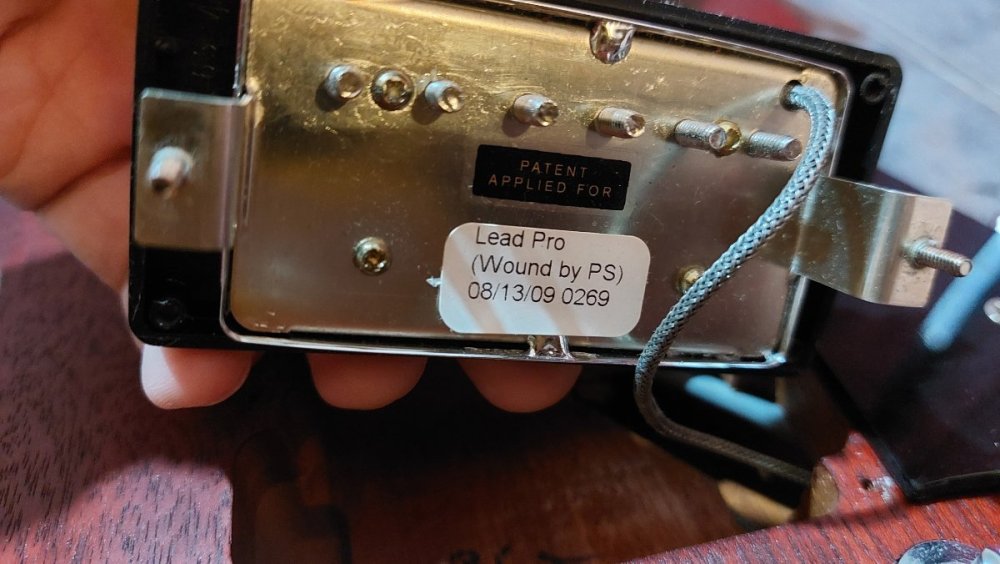 PATENT
APPLIED FOR
Lead Pro
(Wound by PS)
08/13/09 0269